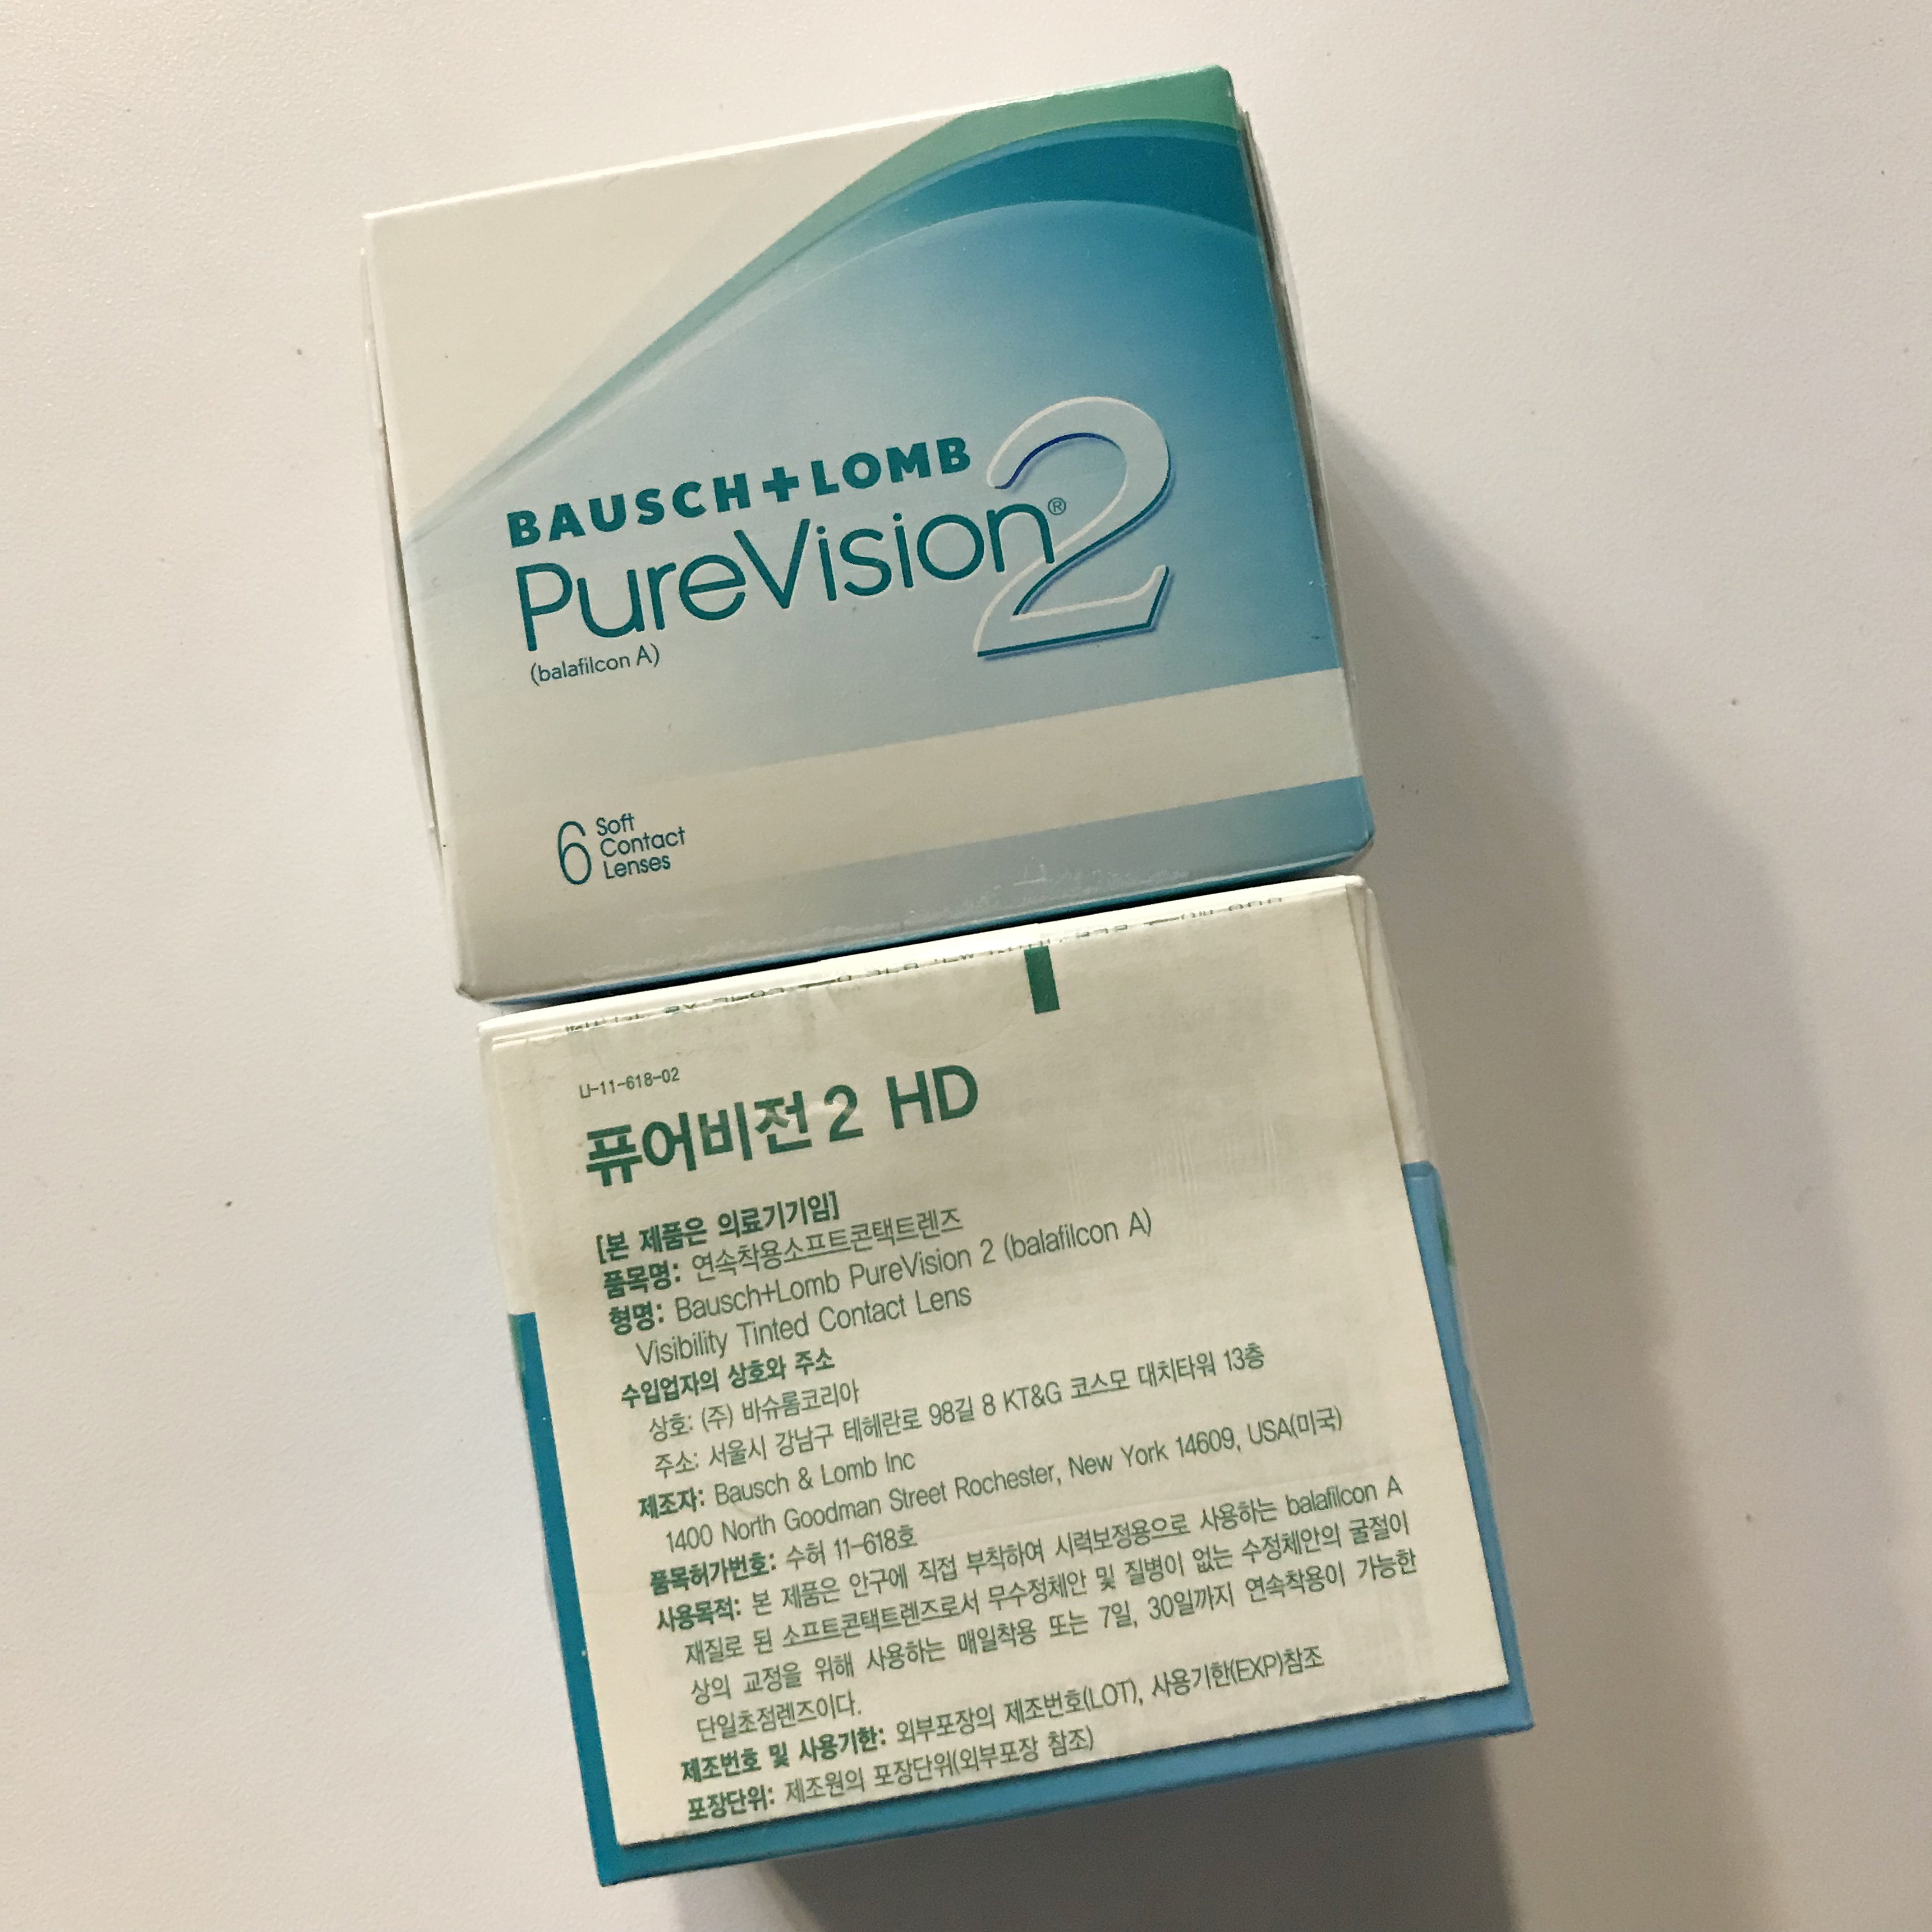 BAUSCH+LOMB
PureVision® 2
(balafilcon A)
6 Soft
Contact
Lenses
LI-11-618-02
퓨어비전2 HD
[본 제품은 의료기기임]
품목명: 연속착용소프트콘택트렌즈
형명: Bausch+Lomb PureVision 2 (balafilcon A)
Visibility Tinted Contact Lens
수입업자의 상호와 주소
상호: (주) 바슈롬코리아
주소: 서울시 강남구 테헤란로 98길 8 KT&G 코스모 대치타워 13층
제조자: Bausch & Lomb Inc
1400 North Goodman Street Rochester, New York 14609, USA(미국)
품목허가번호: 수허 11-618호
사용목적: 본 제품은 안구에 직접 부착하여 시력보정용으로 사용하는 balafilcon A
재질로 된 소프트콘택트렌즈로서 무수정체안 및 질병이 없는 수정체안의 굴절이
상의 교정을 위해 사용하는 매일착용 또는 7일, 30일까지 연속착용이 가능한
단일초점렌즈이다.
제조번호 및 사용기한: 외부포장의 제조번호(LOT), 사용기한(EXP)참조
포장단위: 제조원의 포장단위(외부포장 참조)